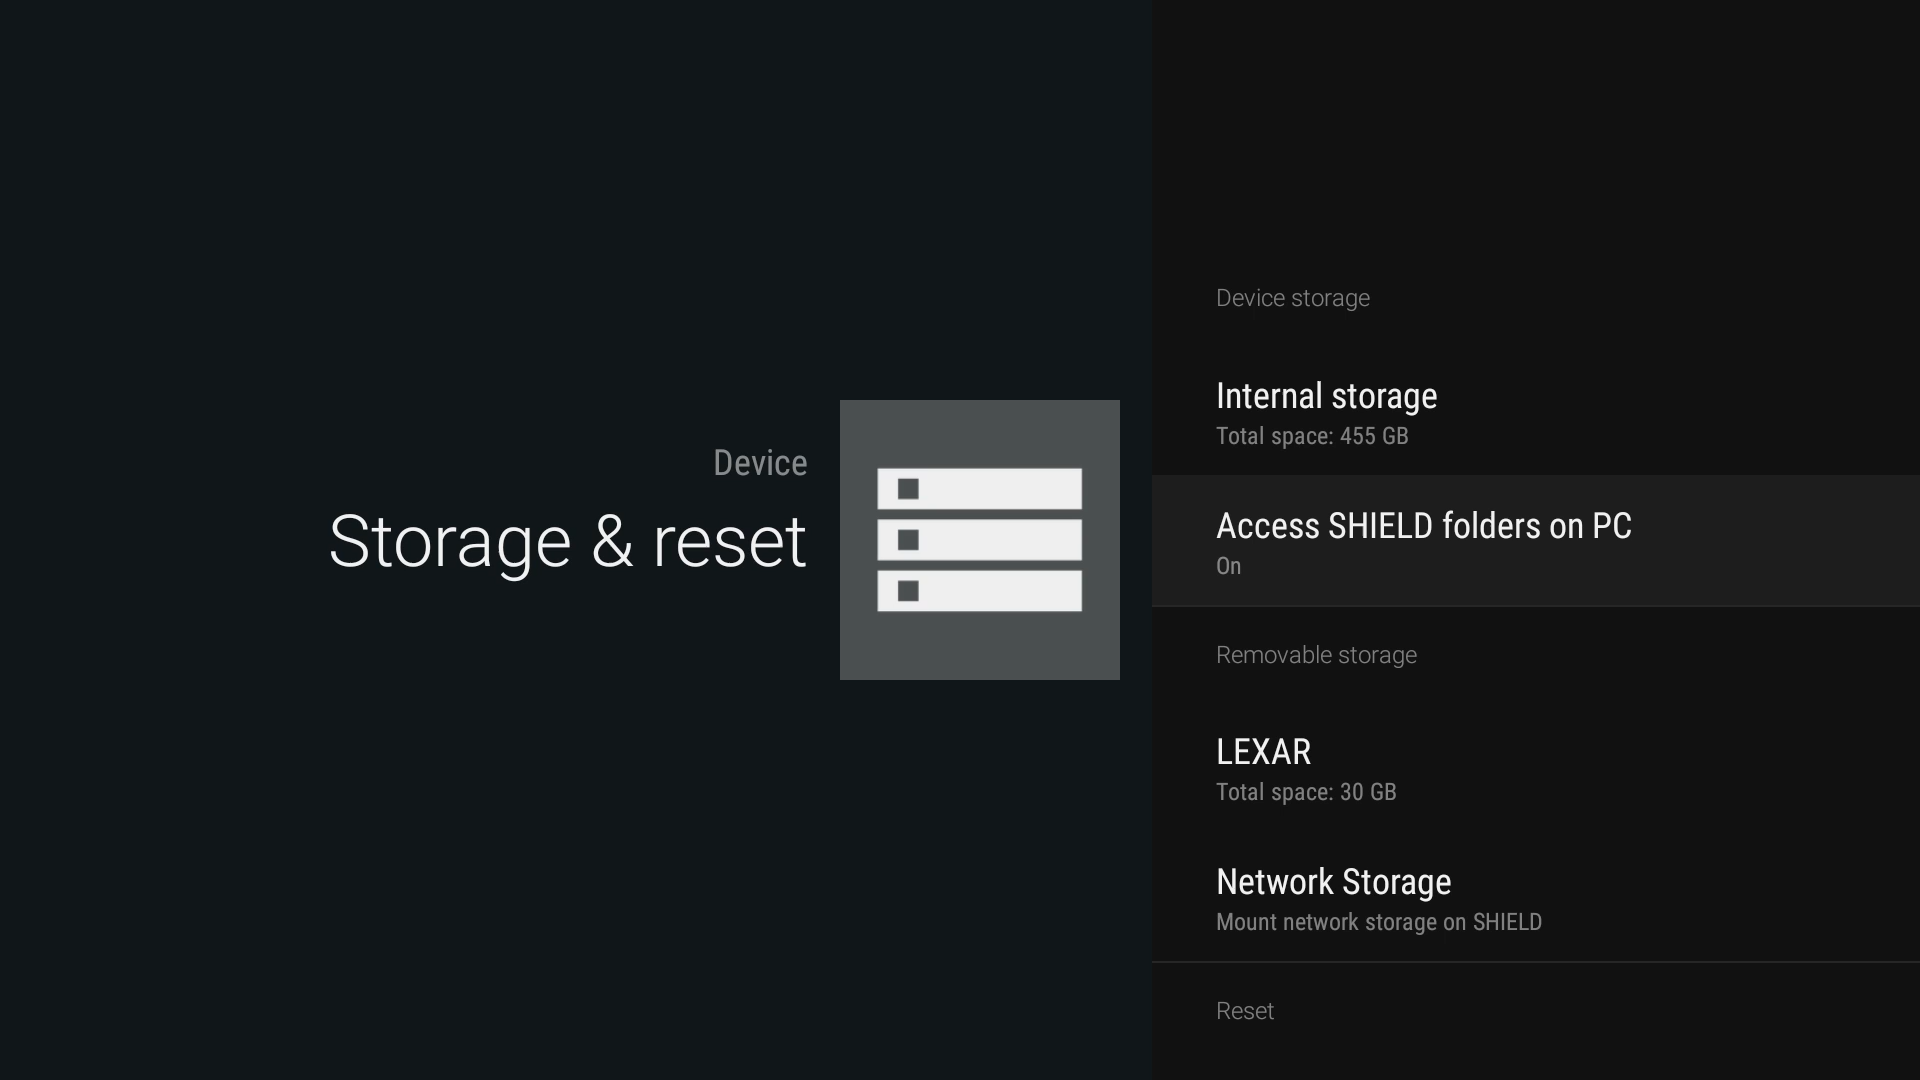 Device
Storage & reset
Device storage
Internal storage
Total space: 455 GB
Access SHIELD folders on PC
On
Removable storage
LEXAR
Total space: 30 GB
Network Storage
Mount network storage on SHIELD
Reset